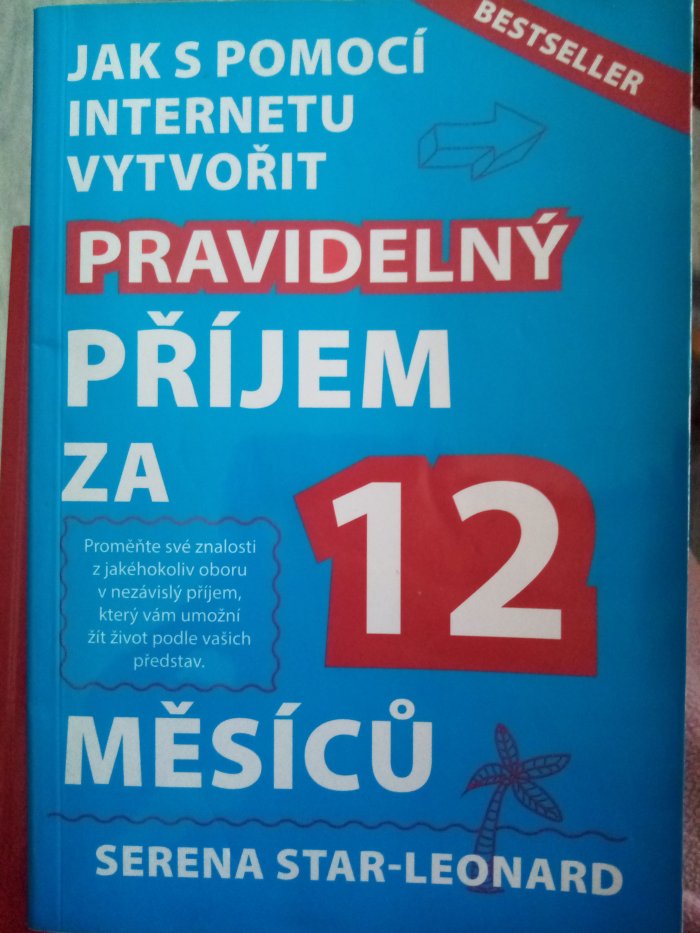 BESTSELLER
JAK S POMOCÍ
INTERNETU
VYTVOŘIT
PRAVIDELNÝ
PŘÍJEM
ZA
12
Proměňte své znalosti
z jakéhokoliv oboru
v nezávislý příjem,
který vám umožní
žít život podle vašich
představ.
MĚSÍCŮ
SERENA STAR-LEONARD